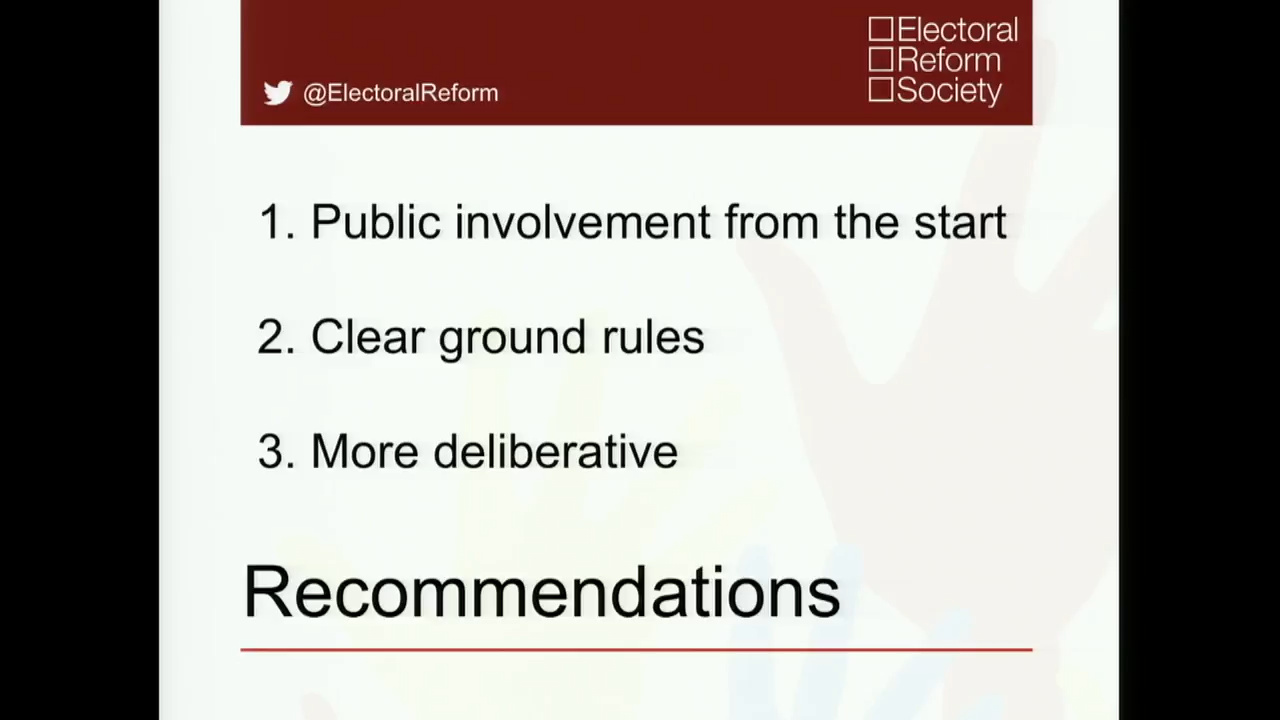 @ElectoralReform
Electoral
Reform
Society
1. Public involvement from the start
2. Clear ground rules
3. More deliberative
Recommendations